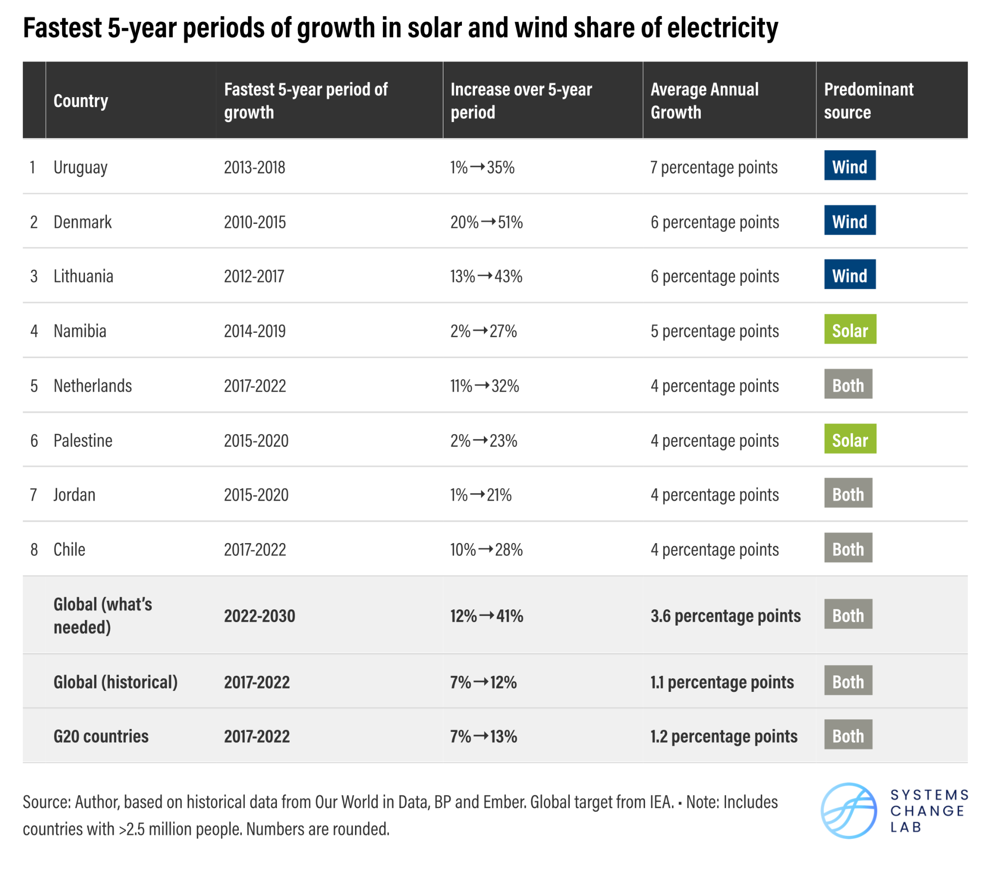 Fastest 5-year periods of growth in solar and wind share of electricity
Country
Fastest 5-year period of
growth
Increase over 5-year
period
Average Annual
Growth
Predominant
source
1 Uruguay 2013-2018 1%→35% 7 percentage points Wind
2 Denmark 2010-2015 20%→51% 6 percentage points Wind
3 Lithuania 2012-2017 13%→43% 6 percentage points Wind
4 Namibia 2014-2019 2%→27% 5 percentage points Solar
5 Netherlands 2017-2022 11%→32% 4 percentage points Both
6 Palestine 2015-2020 2%→23% 4 percentage points Solar
7 Jordan 2015-2020 1%→21% 4 percentage points Both
8 Chile 2017-2022 10%→28% 4 percentage points Both
Global (what’s
needed) 2022-2030 12%→41% 3.6 percentage points Both
Global (historical) 2017-2022 7%→12% 1.1 percentage points Both
G20 countries 2017-2022 7%→13% 1.2 percentage points Both
Source: Author, based on historical data from Our World in Data, BP and Ember. Global target from IEA. • Note: Includes
countries with >2.5 million people. Numbers are rounded.
SYSTEMS
CHANGE
LAB